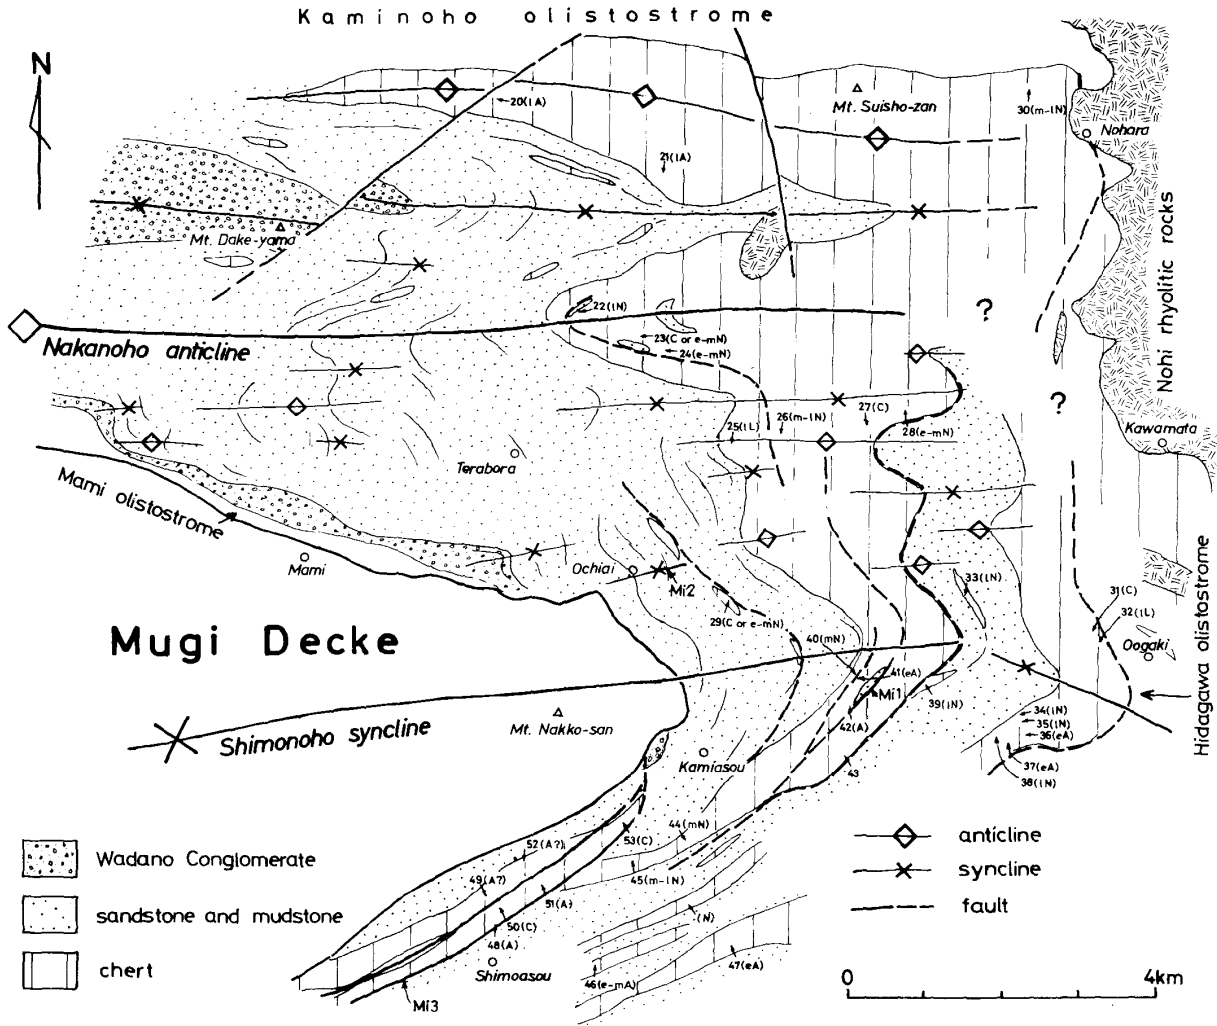 Kaminoho olistostrome
N
20(lA)
Mt. Suisho-zan
30(m-lN)
Nohara
21(lA)
Mt. Dake-yama
Nohi rhyolitic rocks
22(lN)
?
Nakanoho anticline
23(C or e-mN)
24(e-mN)
?
26(m-lN)
27(C)
25(lL)
28(e-mN)
Kawamata
Terabora
Mami olistostrome
Mami
Ochiai
Mi2
33(lN)
31(C)
32(lL)
Oogaki
29(C or e-mN)
40(mN)
Mugi Decke
41(eA)
Mi1
39(lN)
Hidagawa olistostrome
34(lN)
35(lN)
36(eA)
42(A)
Mt. Nakko-san
Shimonoho syncline
Kamiasou
43
37(eA)
38(lN)
44(mN)
53(C)
52(A?)
49(A?)
45(m-lN)
51(A)
50(C)
48(A)
(N)
47(eA)
46(e-mA)
Shimoasou
Mi3
Wadano Conglomerate
sandstone and mudstone
chert
anticline
syncline
fault
0 4km